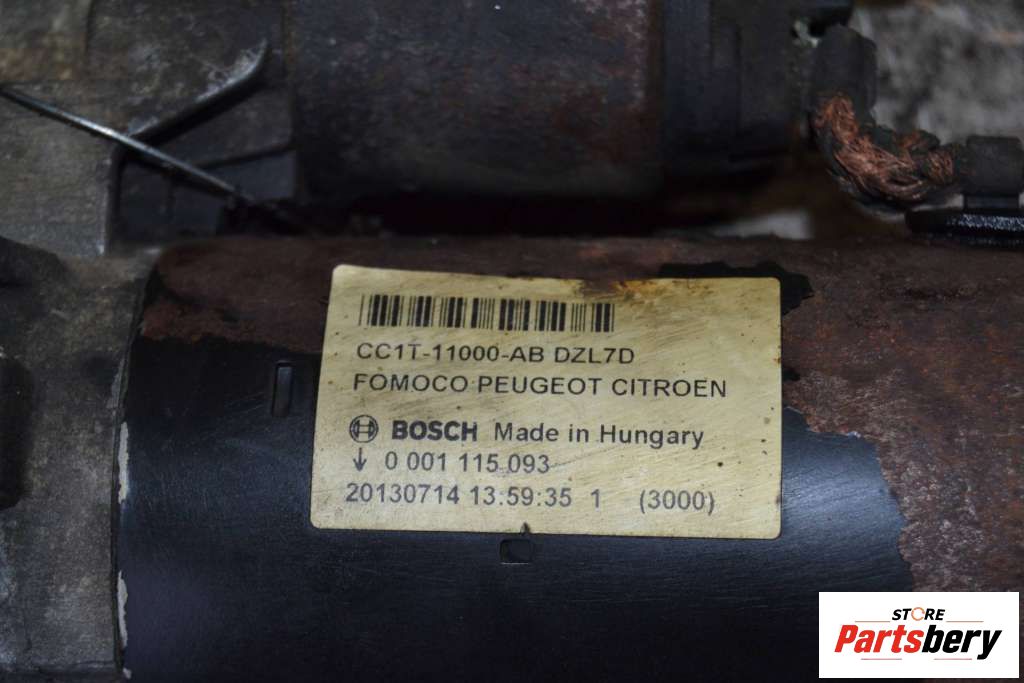 CC1T-11000-AB DZL7D
FOMOCO PEUGEOT CITROEN
BOSCH Made in Hungary
↓ 0 001 115 093
20130714 13:59:35 1 (3000)
STORE
Partsbery